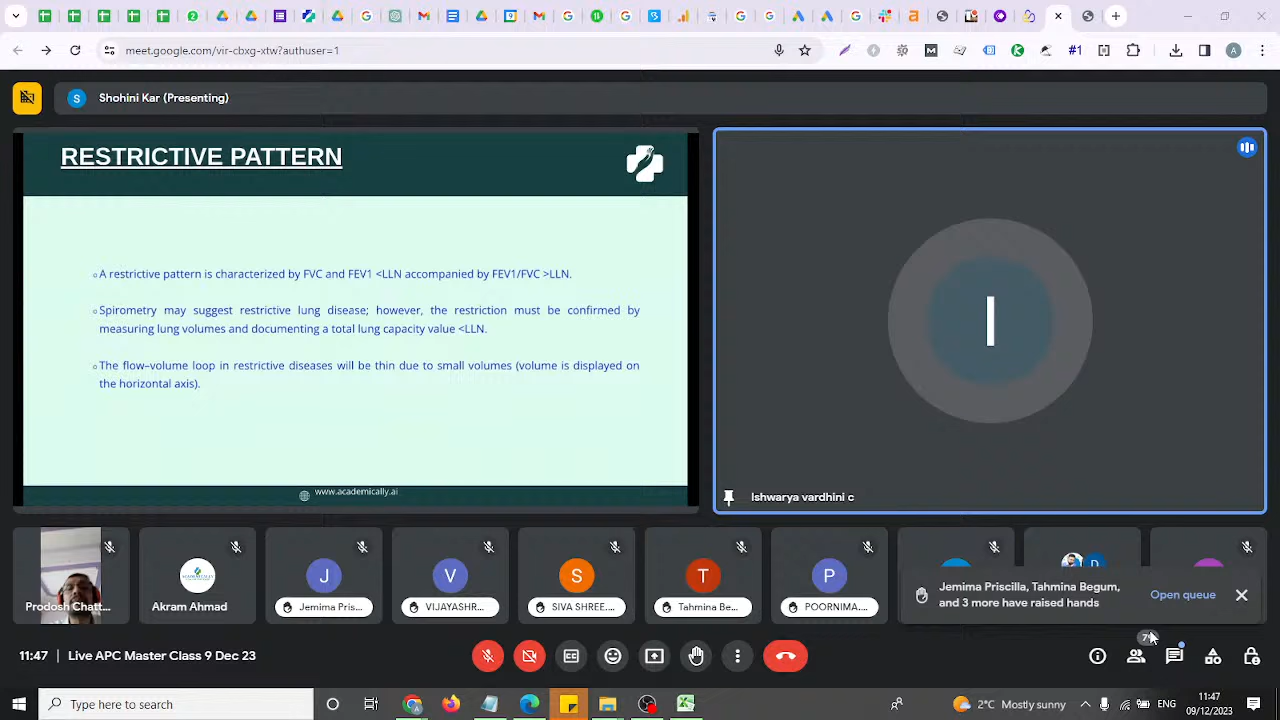 meet.google.com/vir-cbxg-xtw?authuser=1
A
S
Shohini Kar (Presenting)
RESTRICTIVE PATTERN
A restrictive pattern is characterized by FVC and FEV1 <LLN accompanied by FEV1/FVC >LLN.
Spirometry may suggest restrictive lung disease; however, the restriction must be confirmed by
measuring lung volumes and documenting a total lung capacity value <LLN.
The flow–volume loop in restrictive diseases will be thin due to small volumes (volume is displayed on
the horizontal axis).
www.academically.ai
I
Ishwarya vardhini c
Prodosh Chatt...
Akram Ahmad
J
Jemima Pris...
V
VIJAYASHR...
S
SIVA SHREE....
T
Tahmina Be...
P
POORNIMA...
D
Jemima Priscilla, Tahmina Begum,
and 3 more have raised hands
Open queue
11:47 | Live APC Master Class 9 Dec 23
Type here to search
2°C Mostly sunny
ENG
11:47
09/12/2023